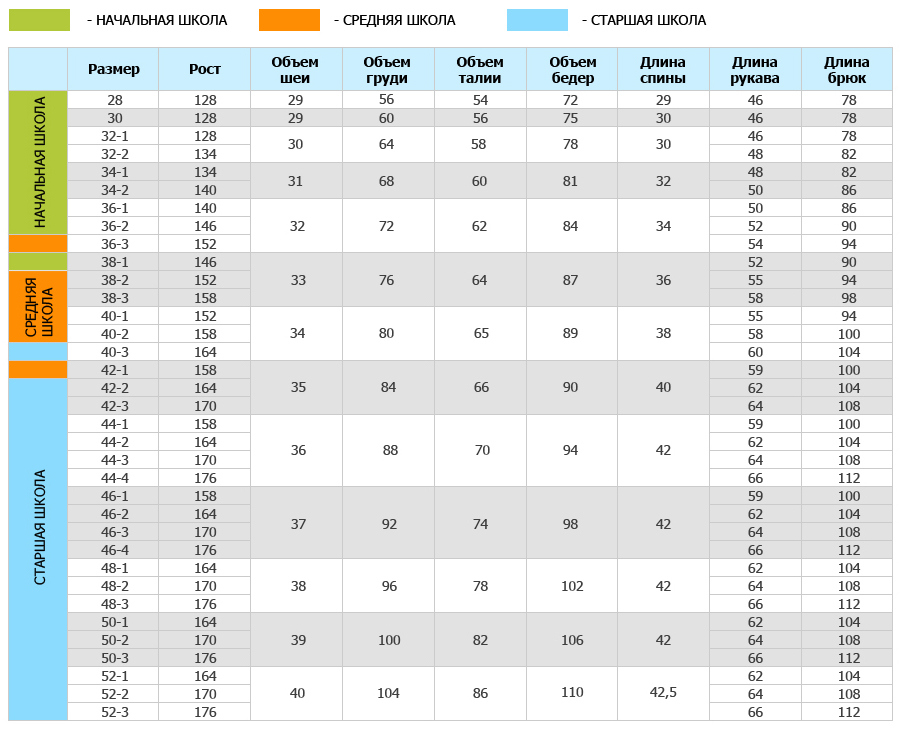 - НАЧАЛЬНАЯ ШКОЛА - СРЕДНЯЯ ШКОЛА - СТАРШАЯ ШКОЛА
Размер Рост Объем шеи Объем груди Объем талии Объем бедер Длина спины Длина рукава Длина брюк
НАЧАЛЬНАЯ ШКОЛА
28 128 29 56 54 72 29 46 78
30 128 29 60 56 75 30 46 78
32-1 128 30 64 58 78 30 46 78
32-2 134 48 82
34-1 134 31 68 60 81 32 48 82
34-2 140 50 86
36-1 140 50 86
36-2 146 32 72 62 84 34 52 90
36-3 152 54 94
38-1 146 52 90
СРЕДНЯЯ ШКОЛА
38-2 152 33 76 64 87 36 55 94
38-3 158 58 98
40-1 152 55 94
40-2 158 34 80 65 89 38 58 100
40-3 164 60 104
42-1 158 59 100
СТАРШАЯ ШКОЛА
42-2 164 35 84 66 90 40 62 104
42-3 170 64 108
44-1 158 59 100
44-2 164 36 88 70 94 42 62 104
44-3 170 64 108
44-4 176 66 112
46-1 158 59 100
46-2 164 37 92 74 98 42 62 104
46-3 170 64 108
46-4 176 66 112
48-1 164 62 104
48-2 170 38 96 78 102 42 64 108
48-3 176 66 112
50-1 164 62 104
50-2 170 39 100 82 106 42 64 108
50-3 176 66 112
52-1 164 62 104
52-2 170 40 104 86 110 42,5 64 108
52-3 176 66 112